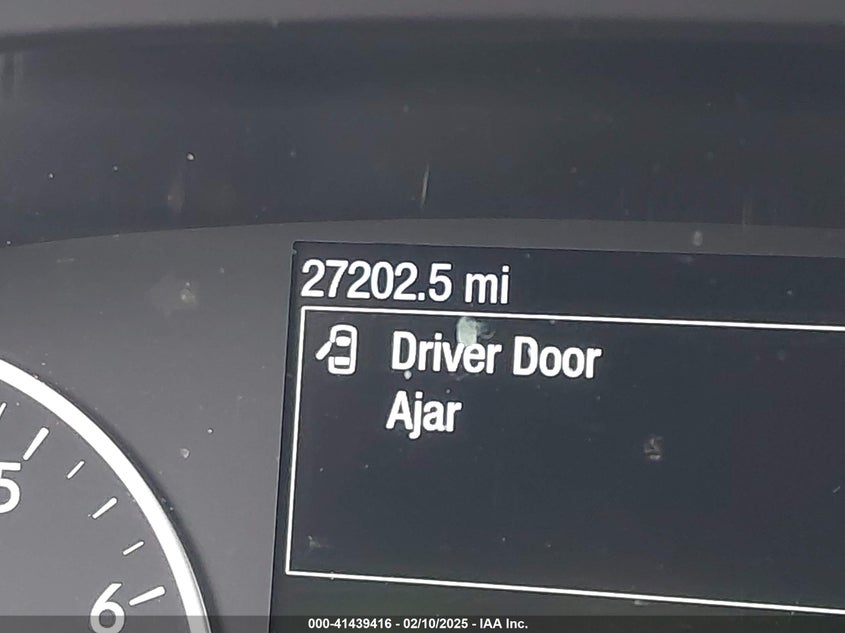 27202.5 mi
Driver Door
Ajar
5
6
000-41439416 - 02/10/2025 - IAA Inc.